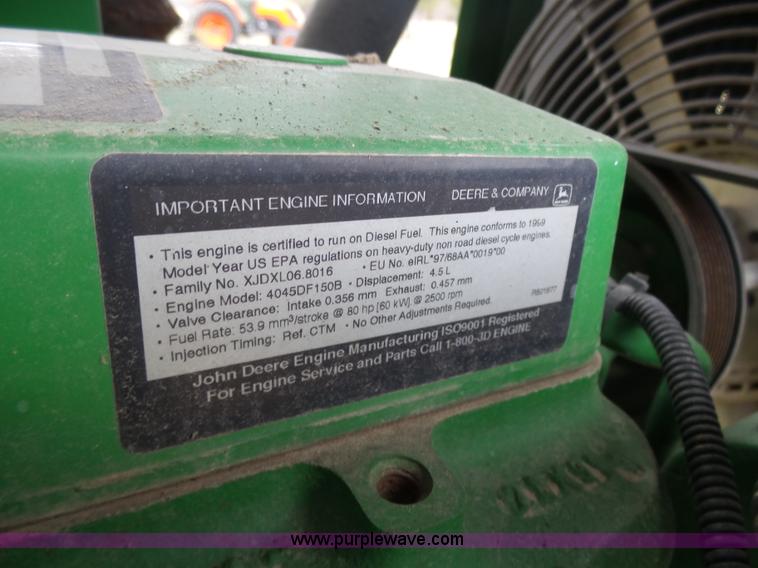 IMPORTANT ENGINE INFORMATION DEERE & COMPANY
• This engine is certified to run on Diesel Fuel. This engine conforms to 1999
Model Year US EPA regulations on heavy-duty non road diesel cycle engines.
• Family No. XJDXL06.8016 • EU No. eIRL*97/68AA*0019*00
• Engine Model: 4045DF150B • Displacement: 4.5 L
• Valve Clearance: Intake 0.356 mm Exhaust: 0.457 mm
• Fuel Rate: 53.9 mm³/stroke @ 80 hp [60 kW] @ 2500 rpm
• Injection Timing: Ref. CTM • No Other Adjustments Required.
John Deere Engine Manufacturing ISO9001 Registered
For Engine Service and Parts Call 1-800-JD ENGINE
www.purplewave.com